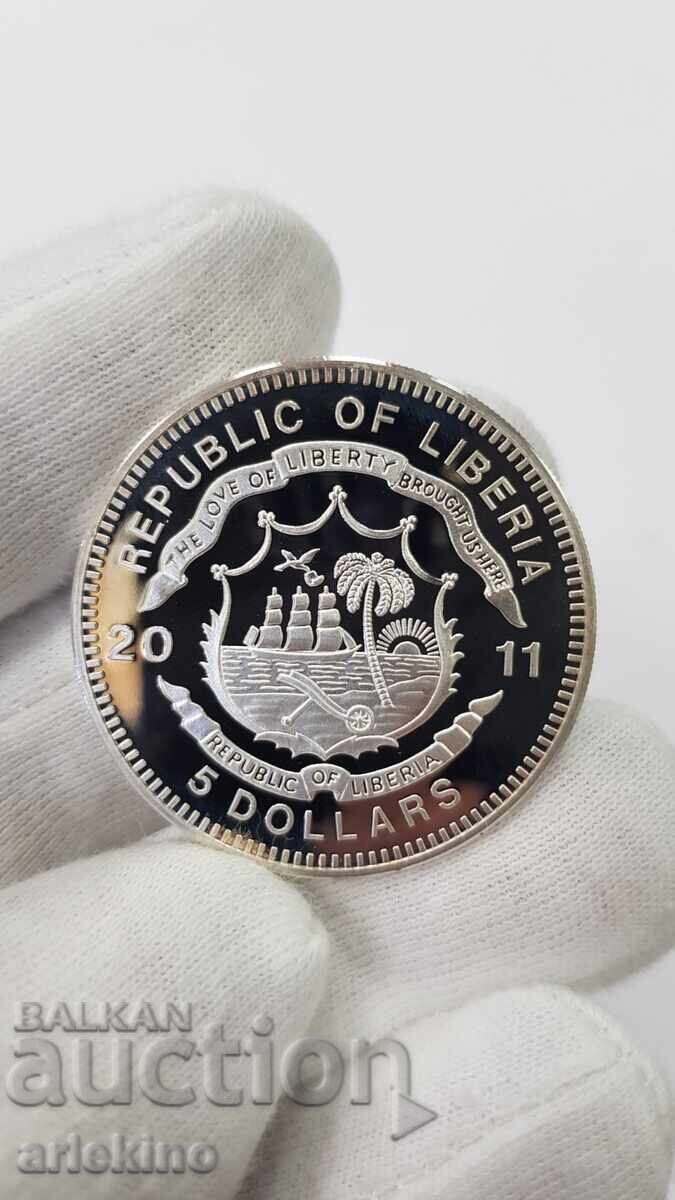 REPUBLIC OF LIBERIA
THE LOVE OF LIBERTY BROUGHT US HERE
20 11
REPUBLIC OF LIBERIA
5 DOLLARS
BALKAN
auction
arlekino